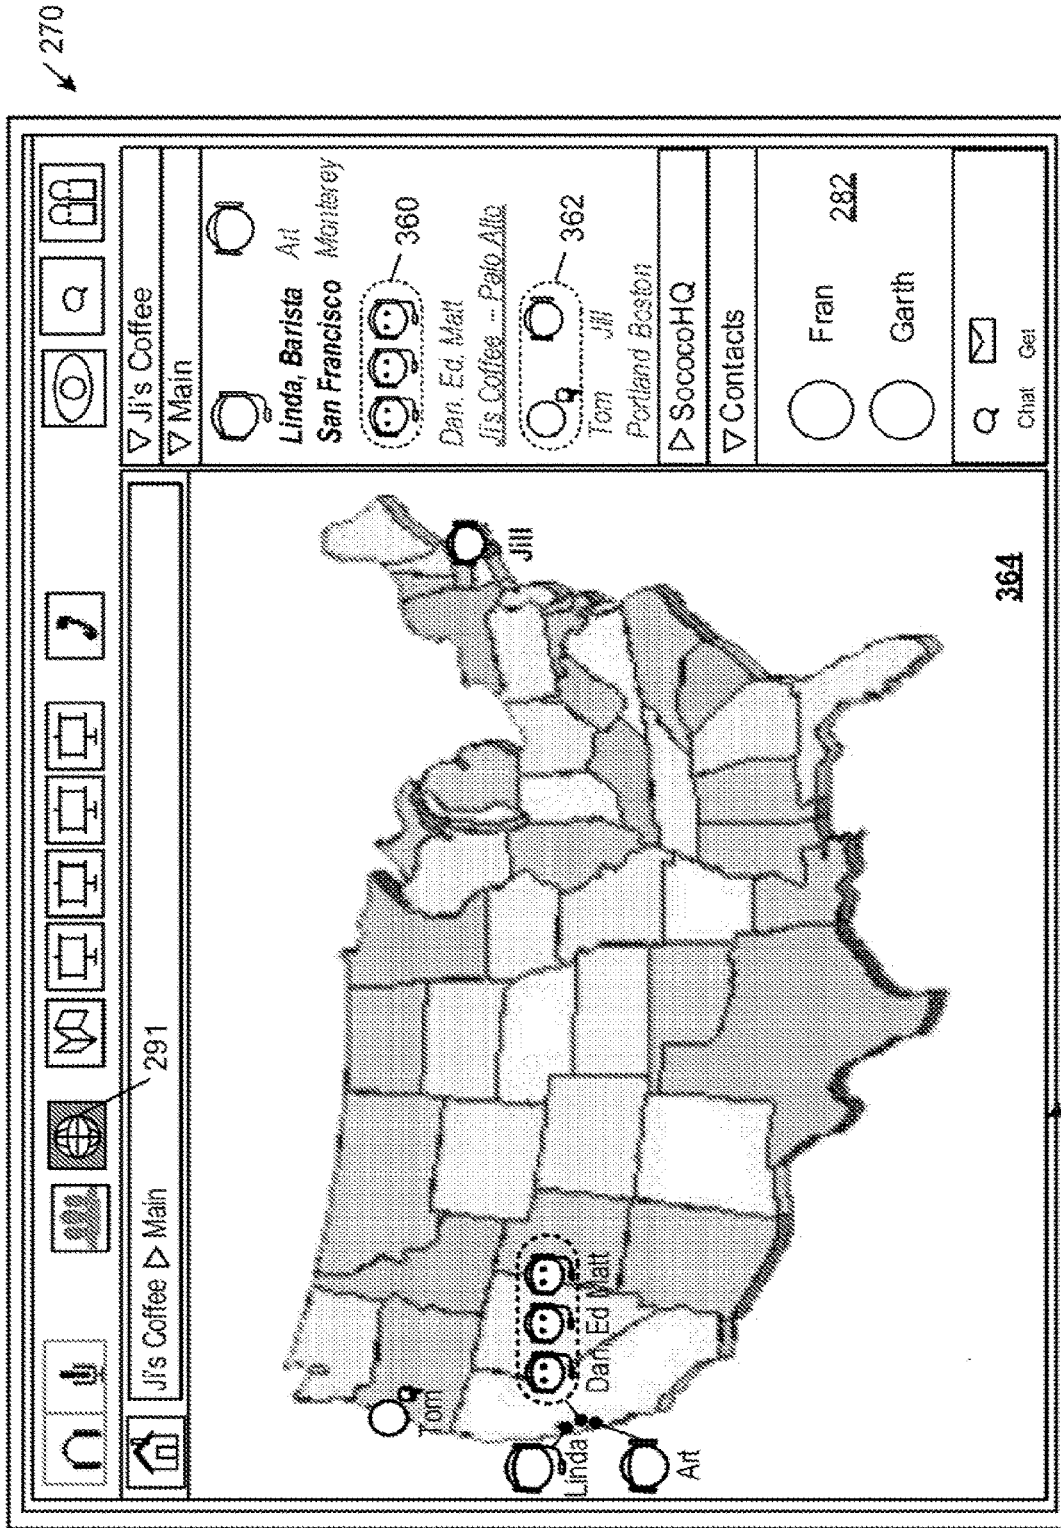 270
291
Ji's Coffee ▷ Main
Tom
Linda
Art
Dan Ed Matt
Jill
364
▽ Ji's Coffee
▽ Main
Linda, Barista Art
San Francisco Monterey
360
Dan, Ed, Matt
Ji's Coffee -- Palo Alto
362
Tom Jill
Portland Boston
▷ SococoHQ
▽ Contacts
Fran
282
Garth
Chat Get